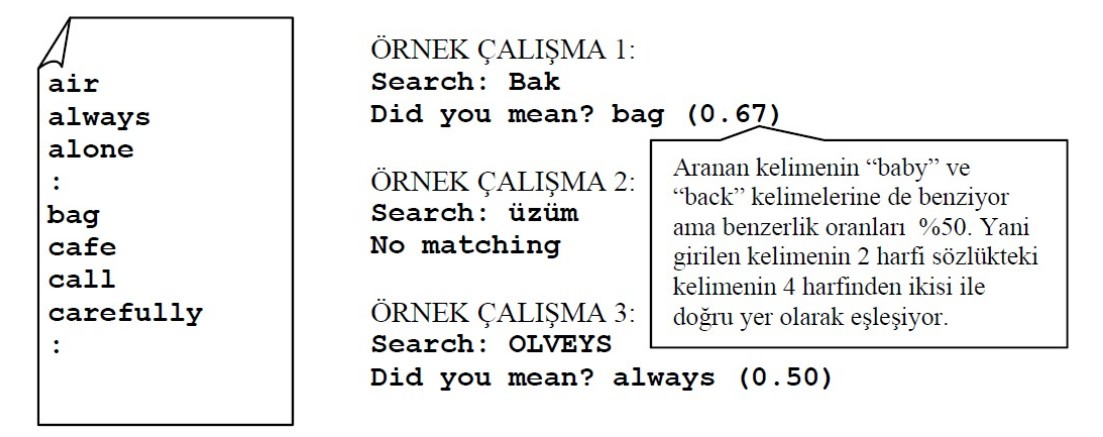 air
always
alone
:
bag
cafe
call
carefully
:
ÖRNEK ÇALIŞMA 1:
Search: Bak
Did you mean? bag (0.67)
ÖRNEK ÇALIŞMA 2:
Search: üzüm
No matching
ÖRNEK ÇALIŞMA 3:
Search: OLVEYS
Did you mean? always (0.50)
Aranan kelimenin “baby” ve
“back” kelimelerine de benziyor
ama benzerlik oranları %50. Yani
girilen kelimenin 2 harfi sözlükteki
kelimenin 4 harfinden ikisi ile
doğru yer olarak eşleşiyor.